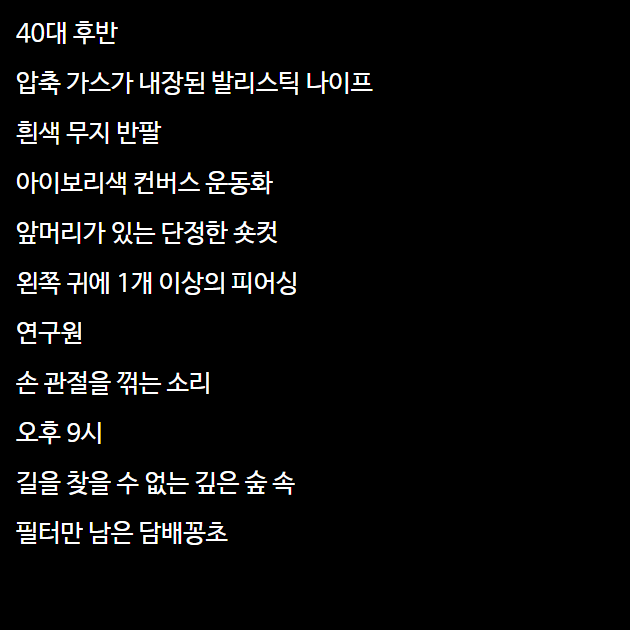 40대 후반
압축 가스가 내장된 발리스틱 나이프
흰색 무지 반팔
아이보리색 컨버스 운동화
앞머리가 있는 단정한 숏컷
왼쪽 귀에 1개 이상의 피어싱
연구원
손 관절을 꺾는 소리
오후 9시
길을 찾을 수 없는 깊은 숲 속
필터만 남은 담배꽁초